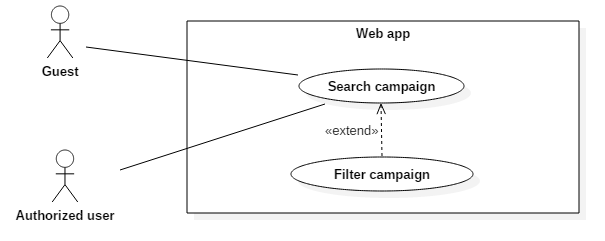 Web app
Guest
Search campaign
«extend»
Filter campaign
Authorized user